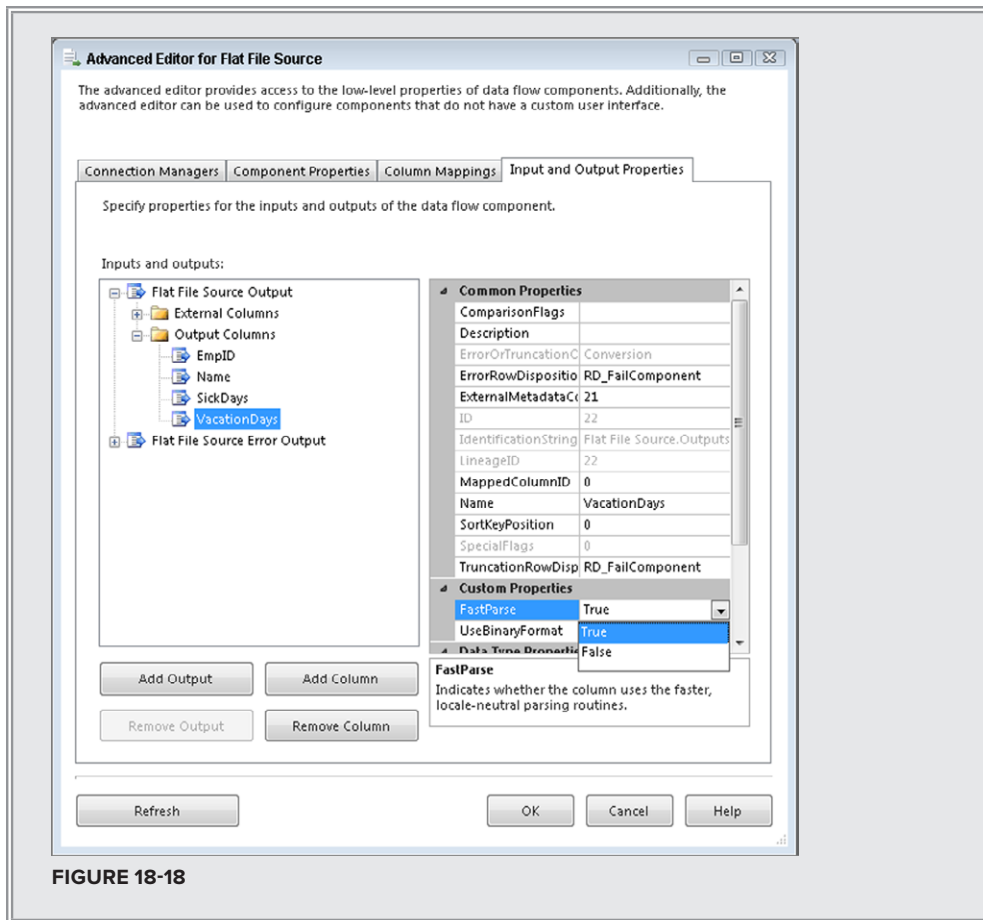 Advanced Editor for Flat File Source
The advanced editor provides access to the low-level properties of data flow components. Additionally, the
advanced editor can be used to configure components that do not have a custom user interface.
Connection Managers Component Properties Column Mappings Input and Output Properties
Specify properties for the inputs and outputs of the data flow component.
Inputs and outputs:
Flat File Source Output
External Columns
Output Columns
EmpID
Name
SickDays
VacationDays
Flat File Source Error Output
Common Properties
ComparisonFlags
Description
ErrorOrTruncationC Conversion
ErrorRowDispositio RD_FailComponent
ExternalMetadataCo 21
ID 22
IdentificationString Flat File Source.Outputs
LineageID 22
MappedColumnID 0
Name VacationDays
SortKeyPosition 0
SpecialFlags 0
TruncationRowDisp RD_FailComponent
Custom Properties
FastParse True
UseBinaryFormat True
False
Data Type Properties
FastParse
Indicates whether the column uses the faster,
locale-neutral parsing routines.
Add Output Add Column
Remove Output Remove Column
Refresh OK Cancel Help
FIGURE 18-18